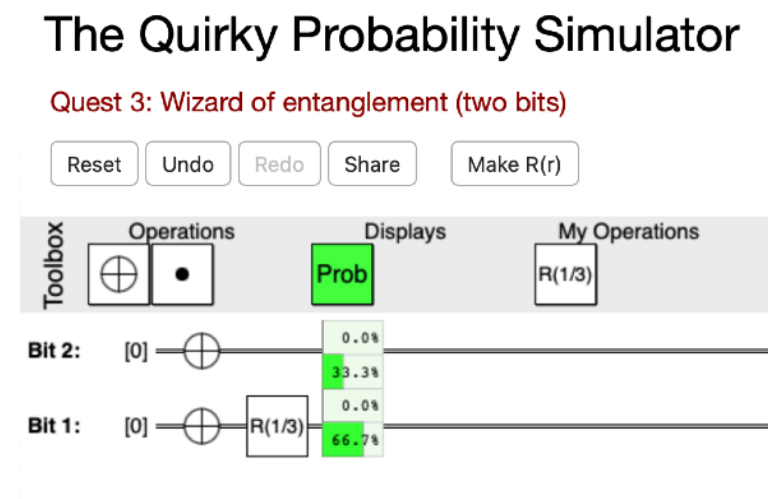 The Quirky Probability Simulator
Quest 3: Wizard of entanglement (two bits)
Reset Undo Redo Share Make R(r)
Toolbox
Operations Displays My Operations
Prob R(1/3)
0.0%
Bit 2: [0]
33.3%
0.0%
Bit 1: [0] R(1/3)
66.7%